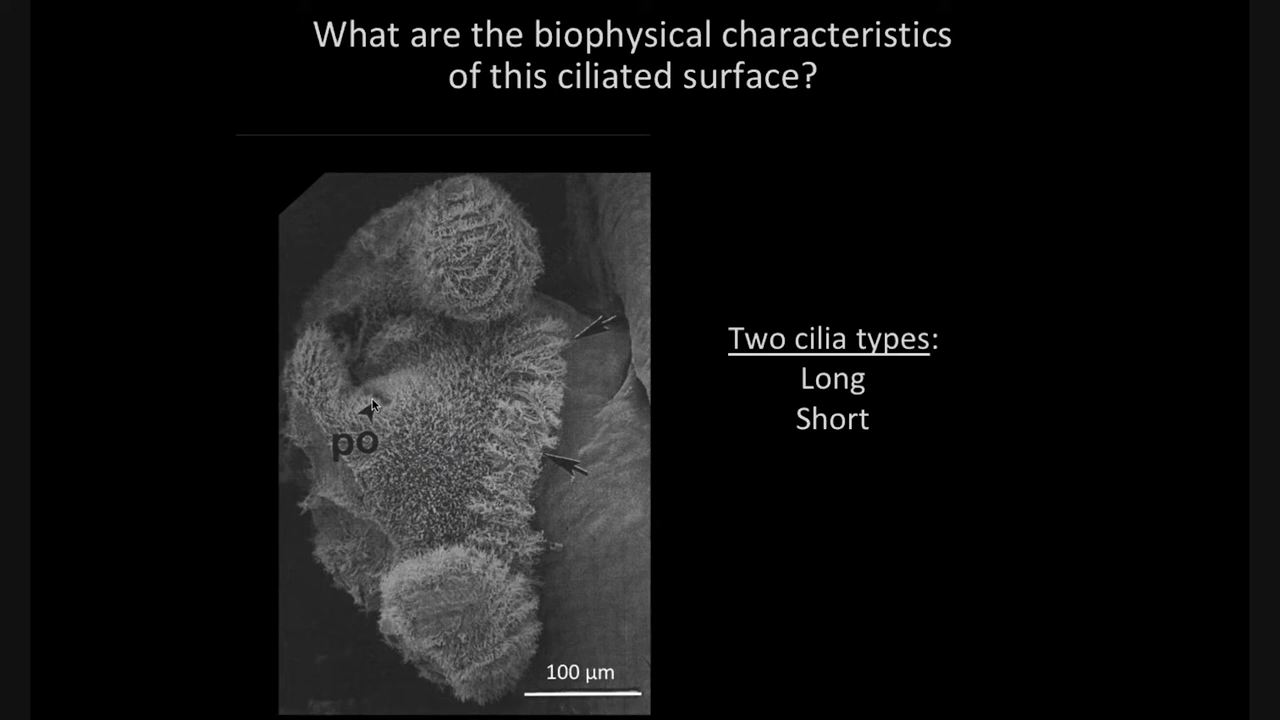 What are the biophysical characteristics
of this ciliated surface?
Two cilia types:
Long
Short
po
100 μm